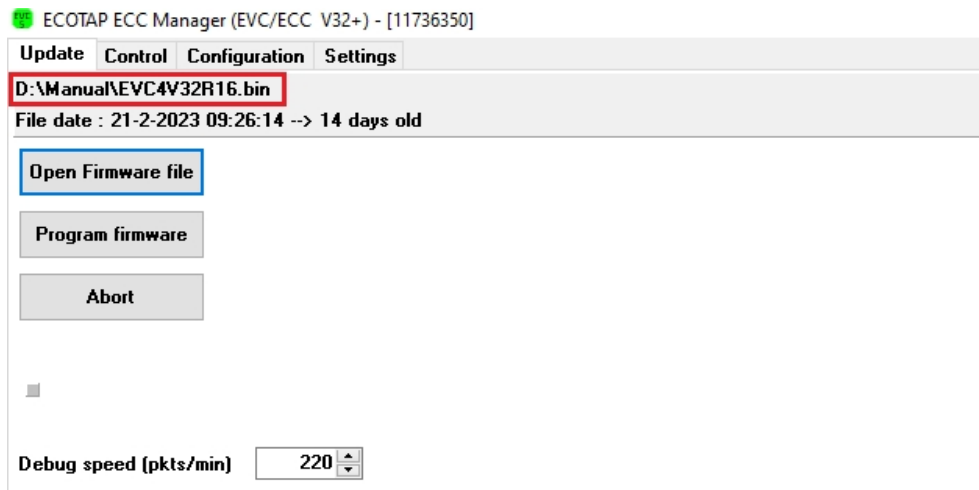 ECOTAP ECC Manager (EVC/ECC V32+) - [11736350]
Update Control Configuration Settings
D:\Manual\EVC4V32R16.bin
File date : 21-2-2023 09:26:14 --> 14 days old
Open Firmware file
Program firmware
Abort
Debug speed (pkts/min) 220